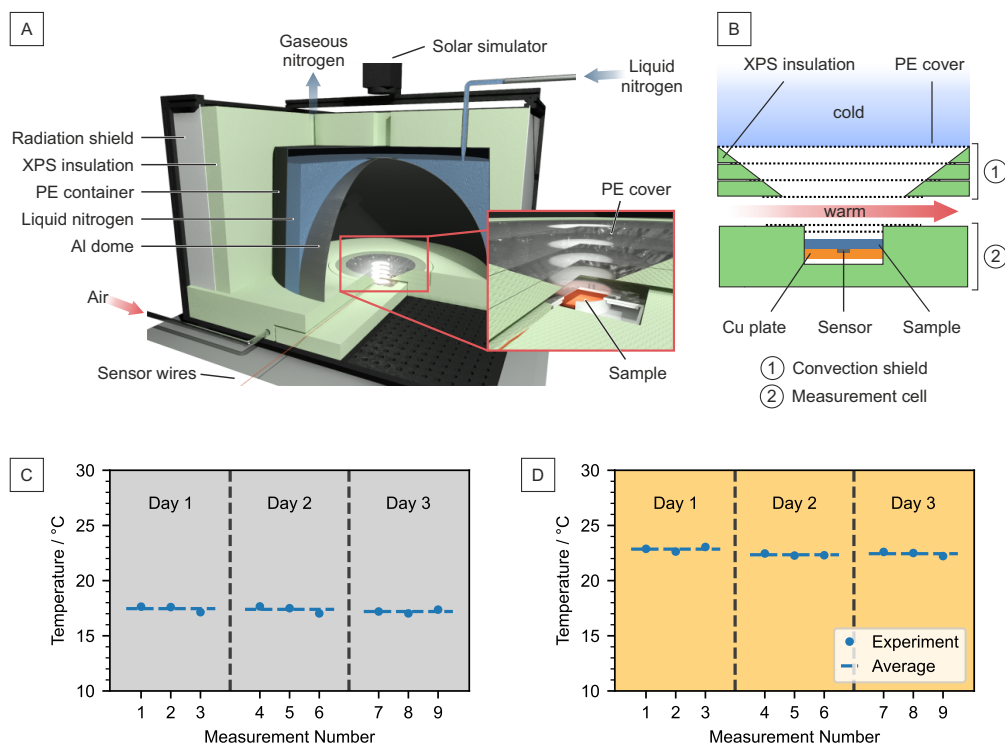 A
Gaseous
nitrogen
Solar simulator
Liquid
nitrogen
Radiation shield
XPS insulation
PE container
Liquid nitrogen
Al dome
PE cover
Air
Sensor wires
Sample
B
XPS insulation
PE cover
cold
1
warm
2
Cu plate
Sensor
Sample
1 Convection shield
2 Measurement cell
C
Temperature / °C
30
25
20
15
10
Day 1
Day 2
Day 3
1 2 3 4 5 6 7 8 9
Measurement Number
D
Temperature / °C
30
25
20
15
10
Day 1
Day 2
Day 3
Experiment
Average
1 2 3 4 5 6 7 8 9
Measurement Number